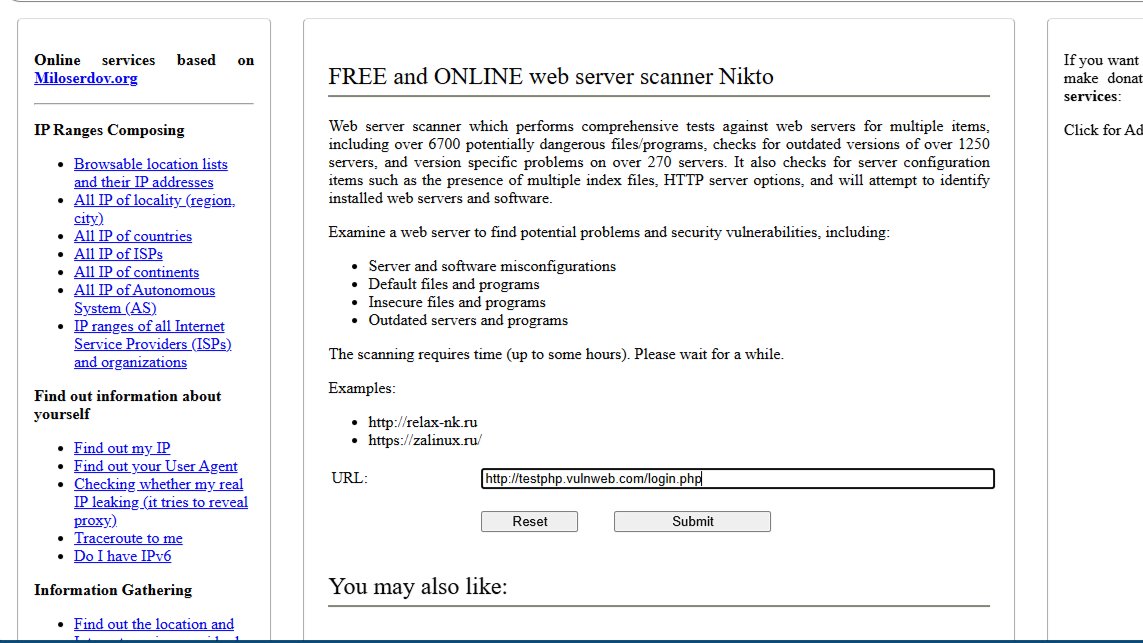 Online services based on
Miloserdov.org
IP Ranges Composing
Browsable location lists
and their IP addresses
All IP of locality (region,
city)
All IP of countries
All IP of ISPs
All IP of continents
All IP of Autonomous
System (AS)
IP ranges of all Internet
Service Providers (ISPs)
and organizations
Find out information about
yourself
Find out my IP
Find out your User Agent
Checking whether my real
IP leaking (it tries to reveal
proxy)
Traceroute to me
Do I have IPv6
Information Gathering
Find out the location and
FREE and ONLINE web server scanner Nikto
Web server scanner which performs comprehensive tests against web servers for multiple items,
including over 6700 potentially dangerous files/programs, checks for outdated versions of over 1250
servers, and version specific problems on over 270 servers. It also checks for server configuration
items such as the presence of multiple index files, HTTP server options, and will attempt to identify
installed web servers and software.
Examine a web server to find potential problems and security vulnerabilities, including:
Server and software misconfigurations
Default files and programs
Insecure files and programs
Outdated servers and programs
The scanning requires time (up to some hours). Please wait for a while.
Examples:
http://relax-nk.ru
https://zalinux.ru/
URL: http://testphp.vulnweb.com/login.php
Reset Submit
You may also like:
If you want
make donat
services:
Click for Ad